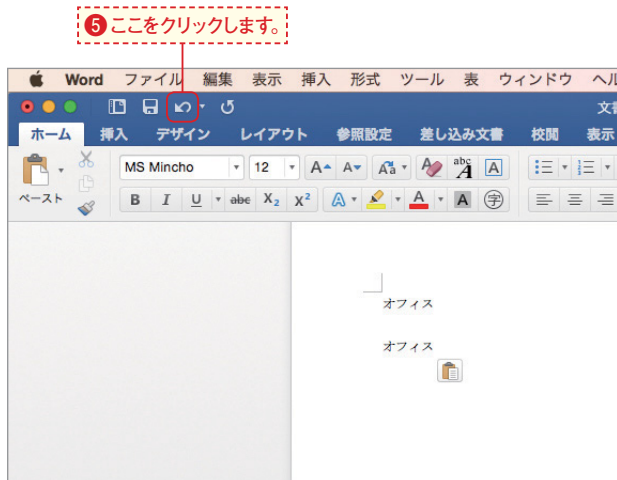 ❺ここをクリックします。
Word ファイル 編集 表示 挿入 形式 ツール 表 ウィンドウ
ホーム 挿入 デザイン レイアウト 参照設定 差し込み文書 校閲 表示
ペースト
MS Mincho 12 A A Aa A abc A A
B I U abc X₂ X² A A A 字
オフィス
オフィス